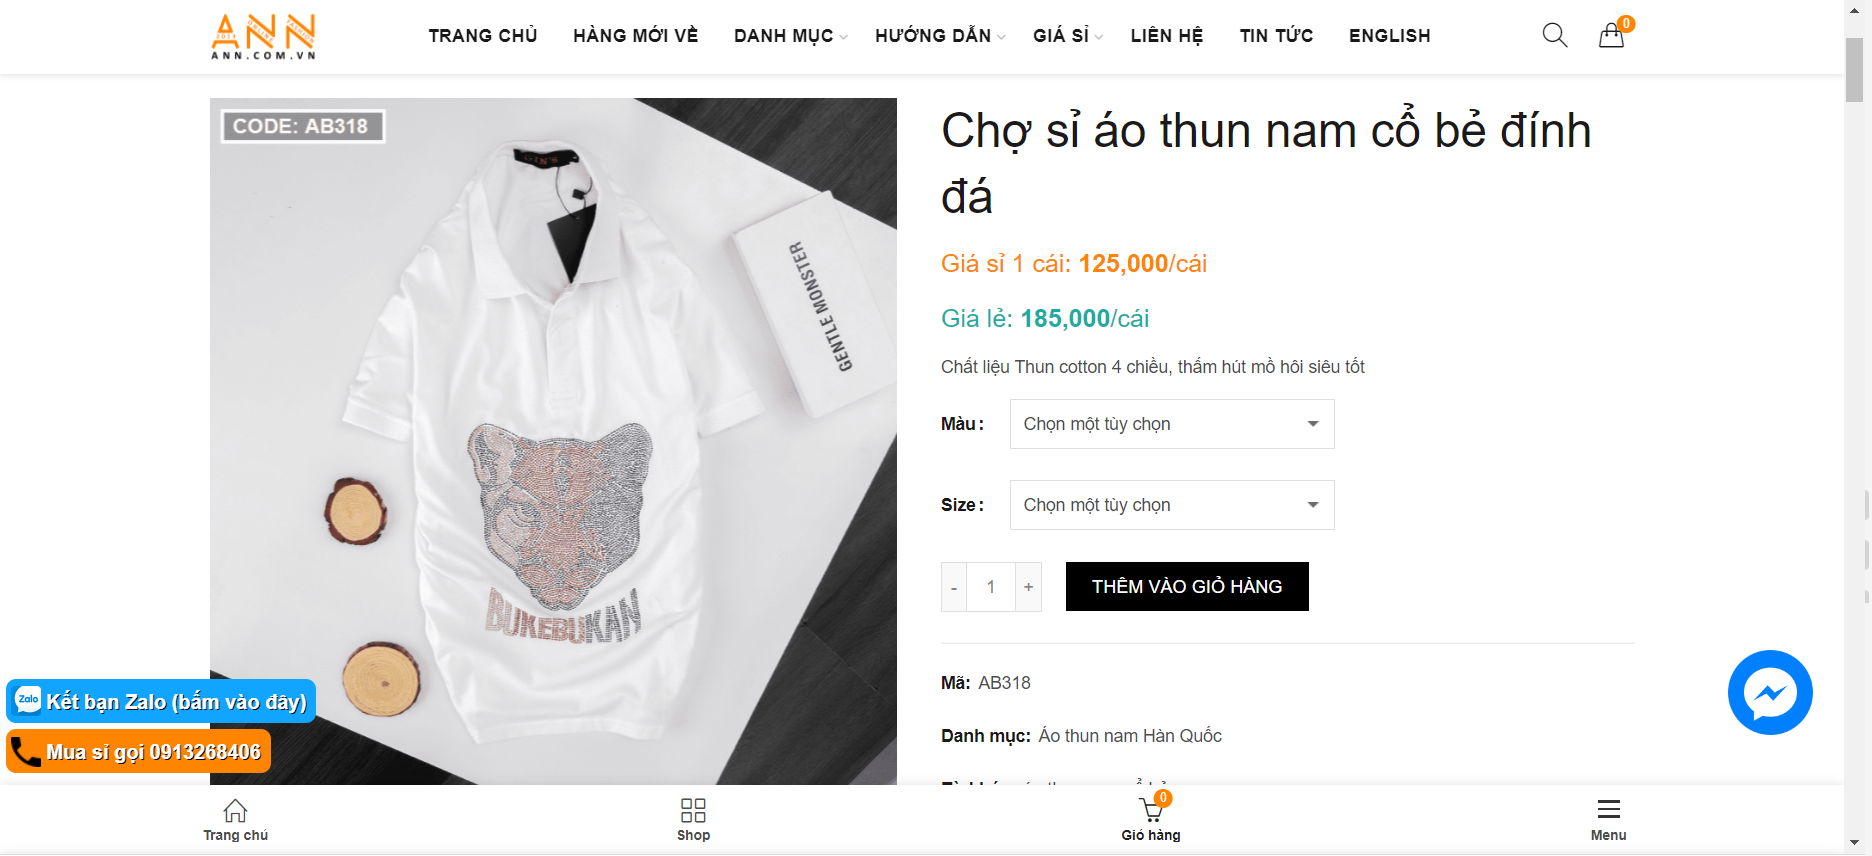 ANN
ANN.COM.VN
TRANG CHỦ
HÀNG MỚI VỀ
DANH MỤC
HƯỚNG DẪN
GIÁ SỈ
LIÊN HỆ
TIN TỨC
ENGLISH
0
CODE: AB318
GIN'S
GENTLE MONSTER
DUKEBUKAN
Chợ sỉ áo thun nam cổ bẻ đính
đá
Giá sỉ 1 cái: 125,000/cái
Giá lẻ: 185,000/cái
Chất liệu Thun cotton 4 chiều, thấm hút mồ hôi siêu tốt
Màu: Chọn một tùy chọn
Size: Chọn một tùy chọn
- 1 + THÊM VÀO GIỎ HÀNG
Mã: AB318
Danh mục: Áo thun nam Hàn Quốc
Zalo Kết bạn Zalo (bấm vào đây)
Mua sỉ gọi 0913268406
Trang chủ
Shop
0
Giỏ hàng
Menu